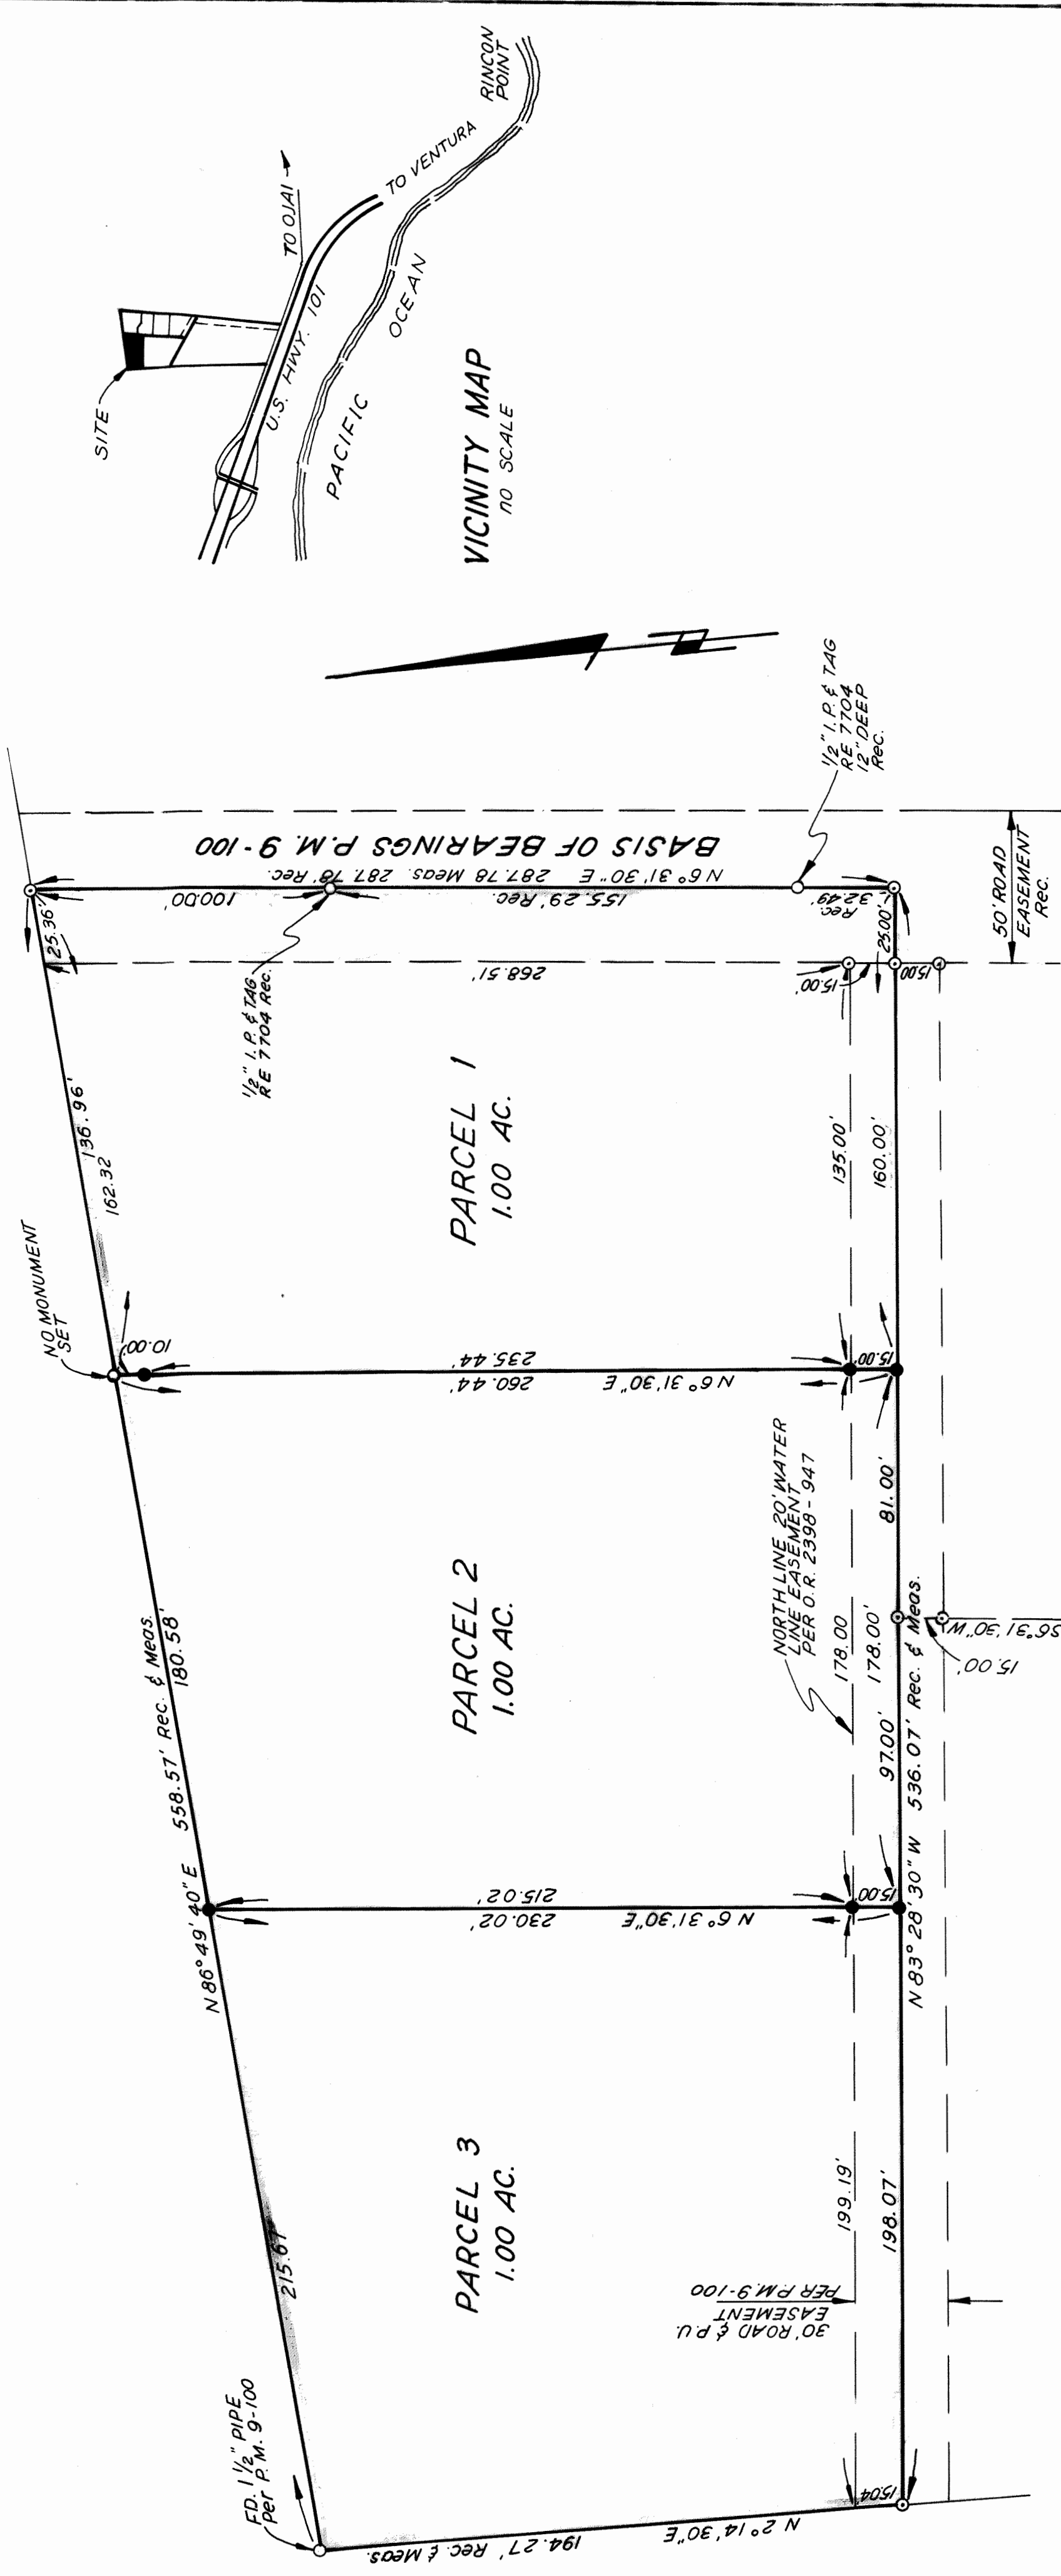 SITE
TO OJAI
U.S. HWY. 101
TO VENTURA
RINCON
POINT
PACIFIC
OCEAN
VICINITY MAP
NO SCALE
FD. 1 1/2" PIPE
Per P.M. 9-100
N 86° 49' 40" E 558.57' Rec. & Meas.
215.67'
180.58'
NO MONUMENT
SET
162.32
136.96'
25.36'
10.00'
100.00'
1/2" I.P. & TAG
RE 7704 Rec.
BASIS OF BEARINGS P.M. 9-100
N 6° 31' 30" E 287.78 Meas. 287.78' Rec.
155.29' Rec.
32.49'
Rec.
1/2" I.P. & TAG
RE 7704
12" DEEP
Rec.
50' ROAD
EASEMENT
Rec.
268.51'
PARCEL 1
1.00 AC.
PARCEL 2
1.00 AC.
PARCEL 3
1.00 AC.
235.44'
260.44'
N 6° 31' 30" E
215.02'
230.02'
N 6° 31' 30" E
194.27' Rec. & Meas.
N 2° 14' 30" E
NORTH LINE 20' WATER
LINE EASEMENT
PER O.R. 2398-947
30' ROAD & P.U.
EASEMENT
PER P.M. 9-100
199.19'
178.00
135.00'
15.00'
198.07'
178.00'
160.00'
25.00'
97.00'
81.00'
15.04
15.00'
15.00'
15.00
N 83° 28' 30" W 536.07' Rec. & Meas.
15.00'
S6° 31' 30" W